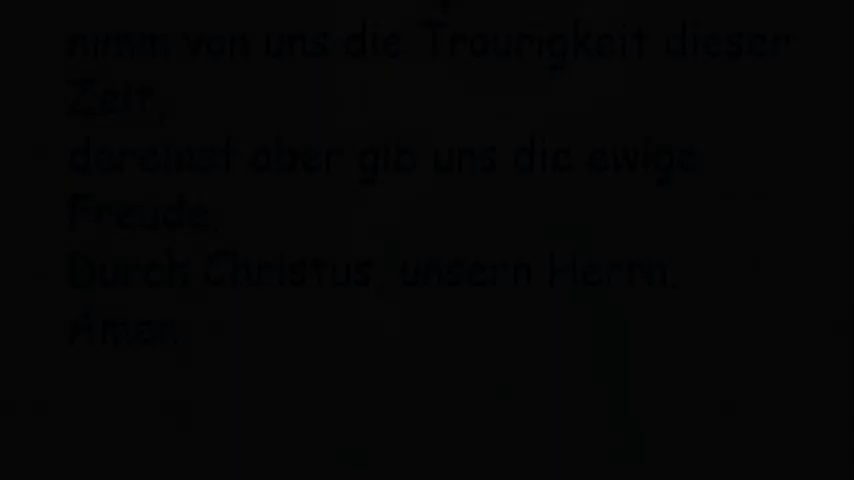 nimm von uns die Traurigkeit dieser
Zeit,
dereinst aber gib uns die ewige
Freude.
Durch Christus, unsern Herrn.
Amen